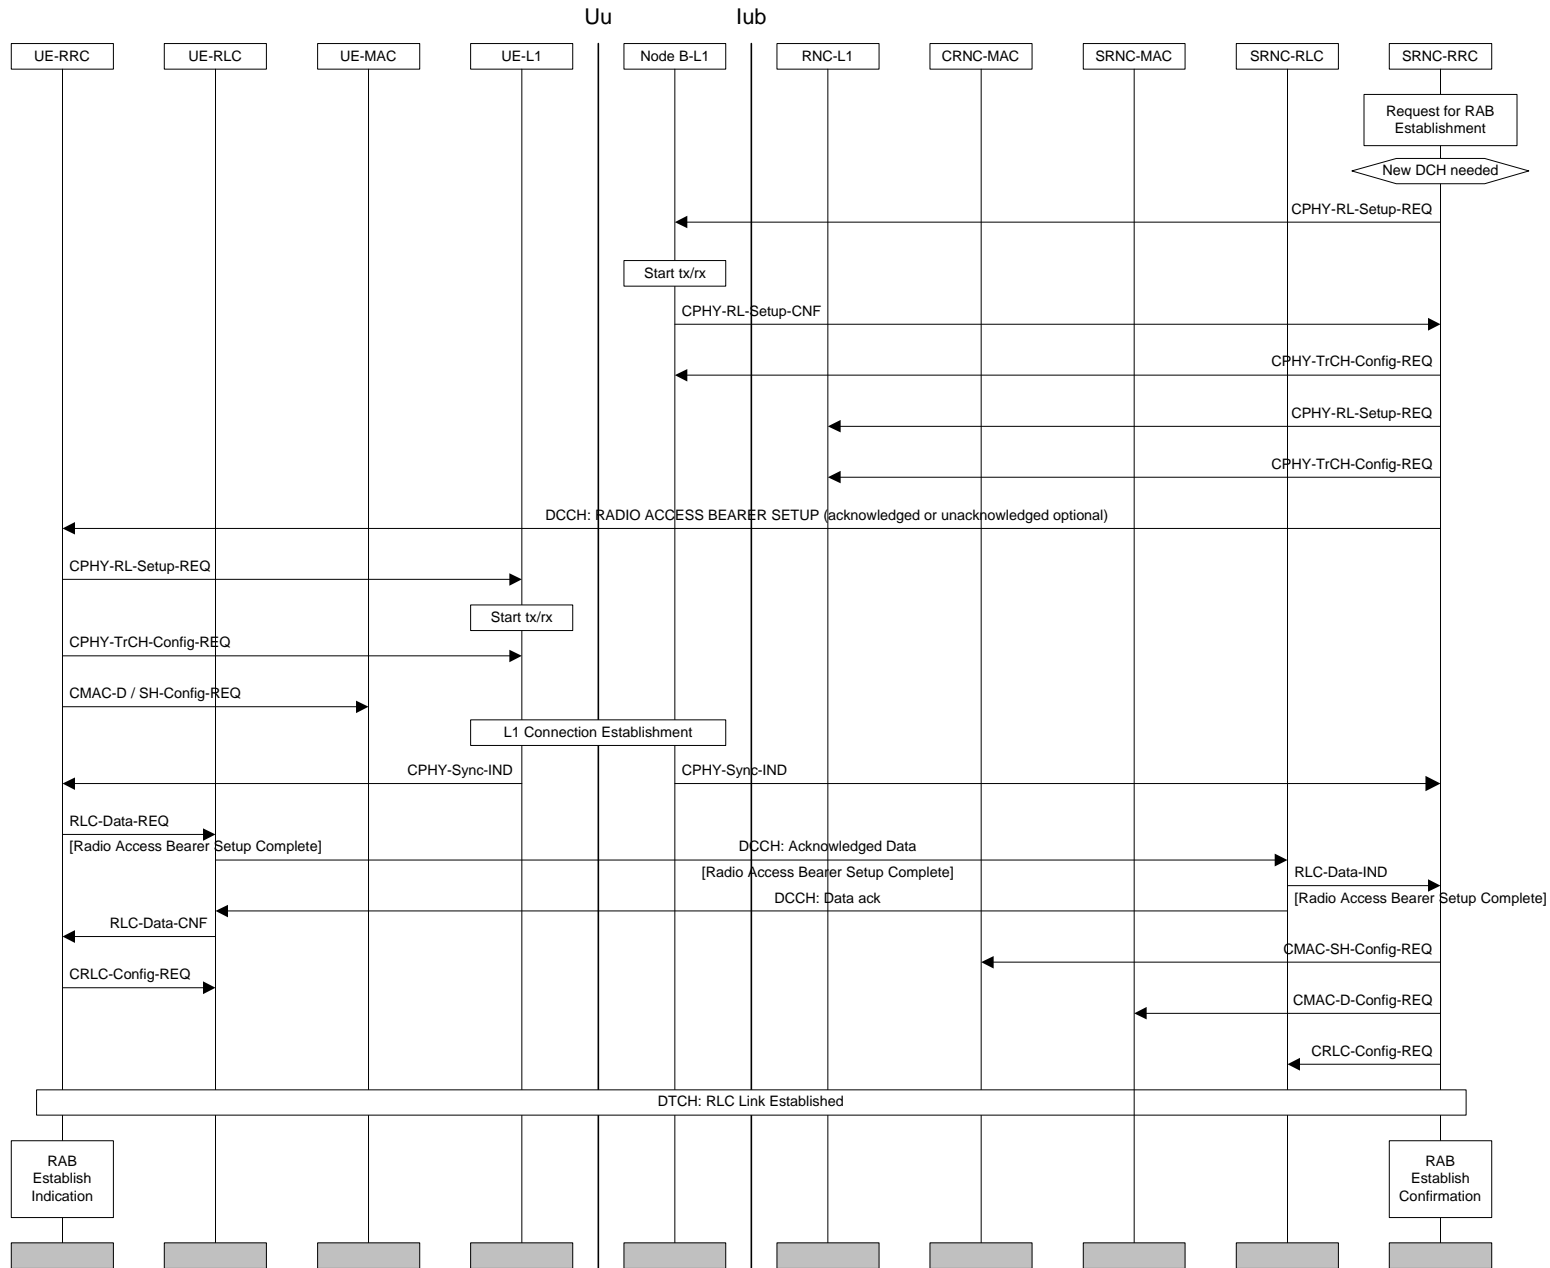 Uu
Iub
UE-RRC
UE-RLC
UE-MAC
UE-L1
Node B-L1
RNC-L1
CRNC-MAC
SRNC-MAC
SRNC-RLC
SRNC-RRC
Request for RAB
Establishment
New DCH needed
CPHY-RL-Setup-REQ
Start tx/rx
CPHY-RL-Setup-CNF
CPHY-TrCH-Config-REQ
CPHY-RL-Setup-REQ
CPHY-TrCH-Config-REQ
DCCH: RADIO ACCESS BEARER SETUP (acknowledged or unacknowledged optional)
CPHY-RL-Setup-REQ
Start tx/rx
CPHY-TrCH-Config-REQ
CMAC-D / SH-Config-REQ
L1 Connection Establishment
CPHY-Sync-IND
CPHY-Sync-IND
RLC-Data-REQ
[Radio Access Bearer Setup Complete]
DCCH: Acknowledged Data
[Radio Access Bearer Setup Complete]
RLC-Data-IND
[Radio Access Bearer Setup Complete]
DCCH: Data ack
RLC-Data-CNF
CMAC-SH-Config-REQ
CRLC-Config-REQ
CMAC-D-Config-REQ
CRLC-Config-REQ
DTCH: RLC Link Established
RAB
Establish
Indication
RAB
Establish
Confirmation